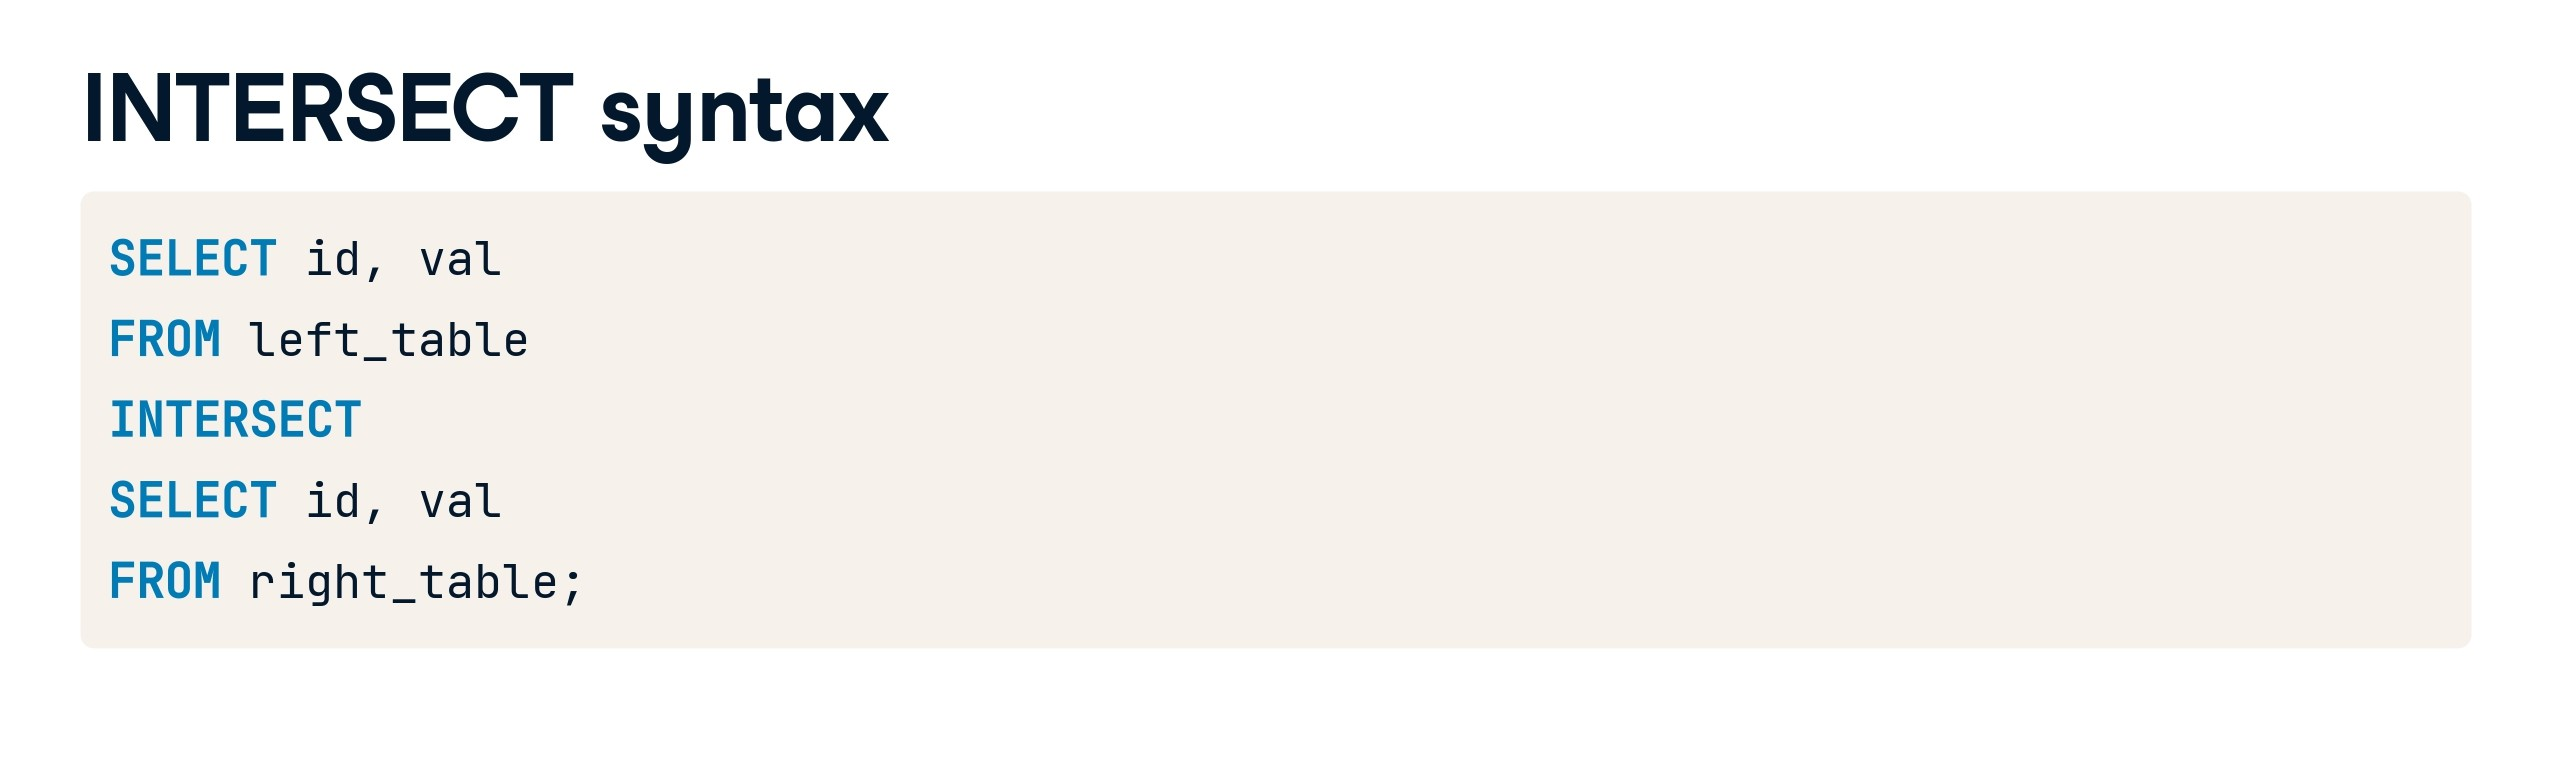 INTERSECT syntax
SELECT id, val
FROM left_table
INTERSECT
SELECT id, val
FROM right_table;